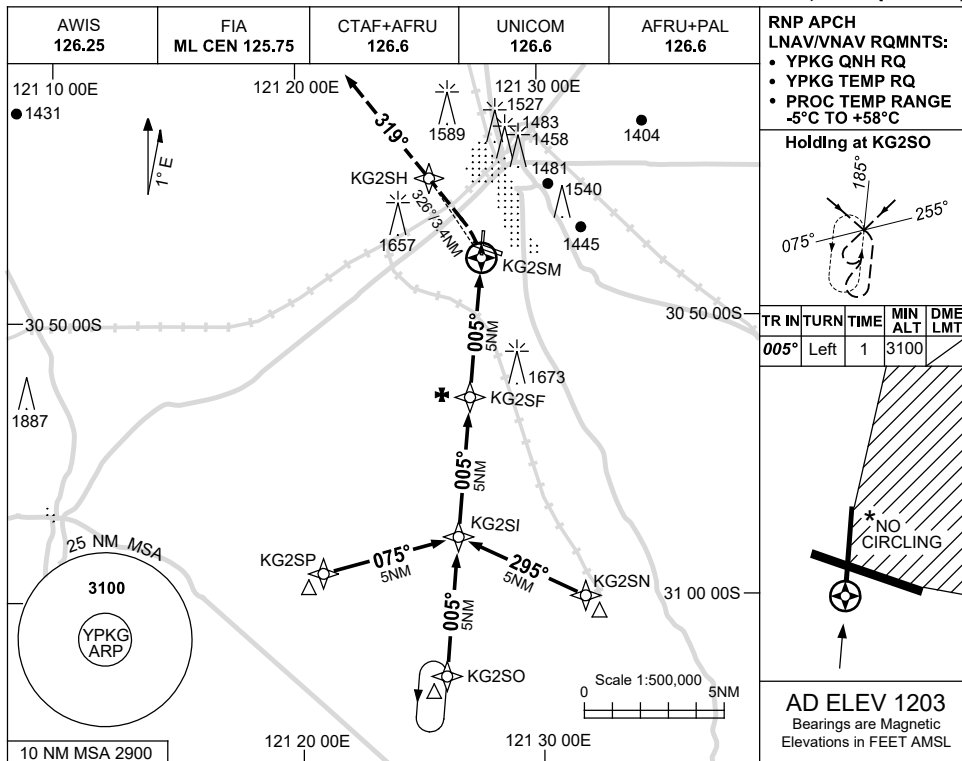 AWIS
126.25
FIA
ML CEN 125.75
CTAF+AFRU
126.6
UNICOM
126.6
AFRU+PAL
126.6
RNP APCH
LNAV/VNAV RQMNTS:
• YPKG QNH RQ
• YPKG TEMP RQ
• PROC TEMP RANGE
-5°C TO +58°C
121 10 00E
121 20 00E
121 30 00E
1431
1° E
319°
1589
1527
1483
1458
1481
1404
1540
1445
KG2SH
326°/3.4NM
1657
KG2SM
Holding at KG2SO
185°
255°
075°
TR IN
TURN
TIME
MIN ALT
DME LMT
005°
Left
1
3100
30 50 00S
30 50 00S
005°
5NM
1673
KG2SF
1887
005°
5NM
KG2SI
KG2SP
075°
5NM
295°
5NM
KG2SN
31 00 00S
005°
5NM
KG2SO
25 NM MSA
3100
YPKG
ARP
10 NM MSA 2900
Scale 1:500,000
0
5NM
121 20 00E
121 30 00E
*NO
CIRCLING
AD ELEV 1203
Bearings are Magnetic
Elevations in FEET AMSL